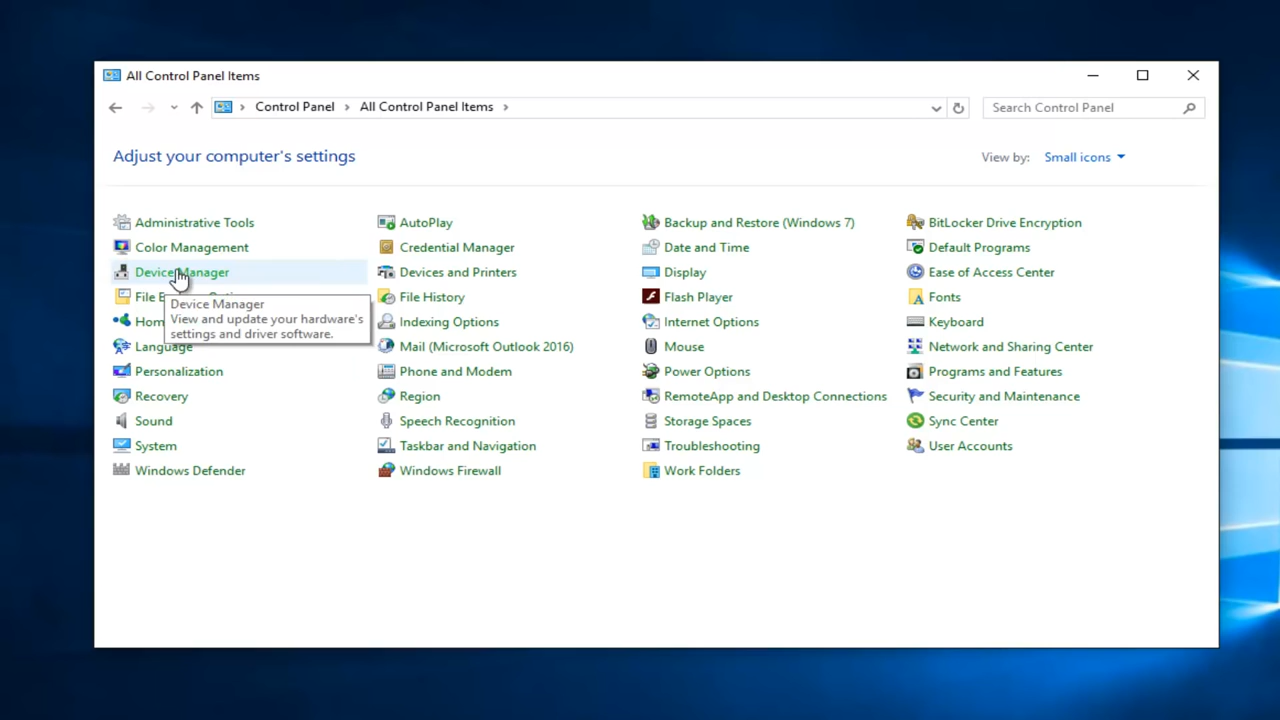 All Control Panel Items
Control Panel > All Control Panel Items >
Search Control Panel
Adjust your computer's settings
View by: Small icons
Administrative Tools
AutoPlay
Backup and Restore (Windows 7)
BitLocker Drive Encryption
Color Management
Credential Manager
Date and Time
Default Programs
Device Manager
Devices and Printers
Display
Ease of Access Center
File
File History
Flash Player
Fonts
Indexing Options
Internet Options
Keyboard
Device Manager
View and update your hardware's
settings and driver software.
Language
Mail (Microsoft Outlook 2016)
Mouse
Network and Sharing Center
Personalization
Phone and Modem
Power Options
Programs and Features
Recovery
Region
RemoteApp and Desktop Connections
Security and Maintenance
Sound
Speech Recognition
Storage Spaces
Sync Center
System
Taskbar and Navigation
Troubleshooting
User Accounts
Windows Defender
Windows Firewall
Work Folders